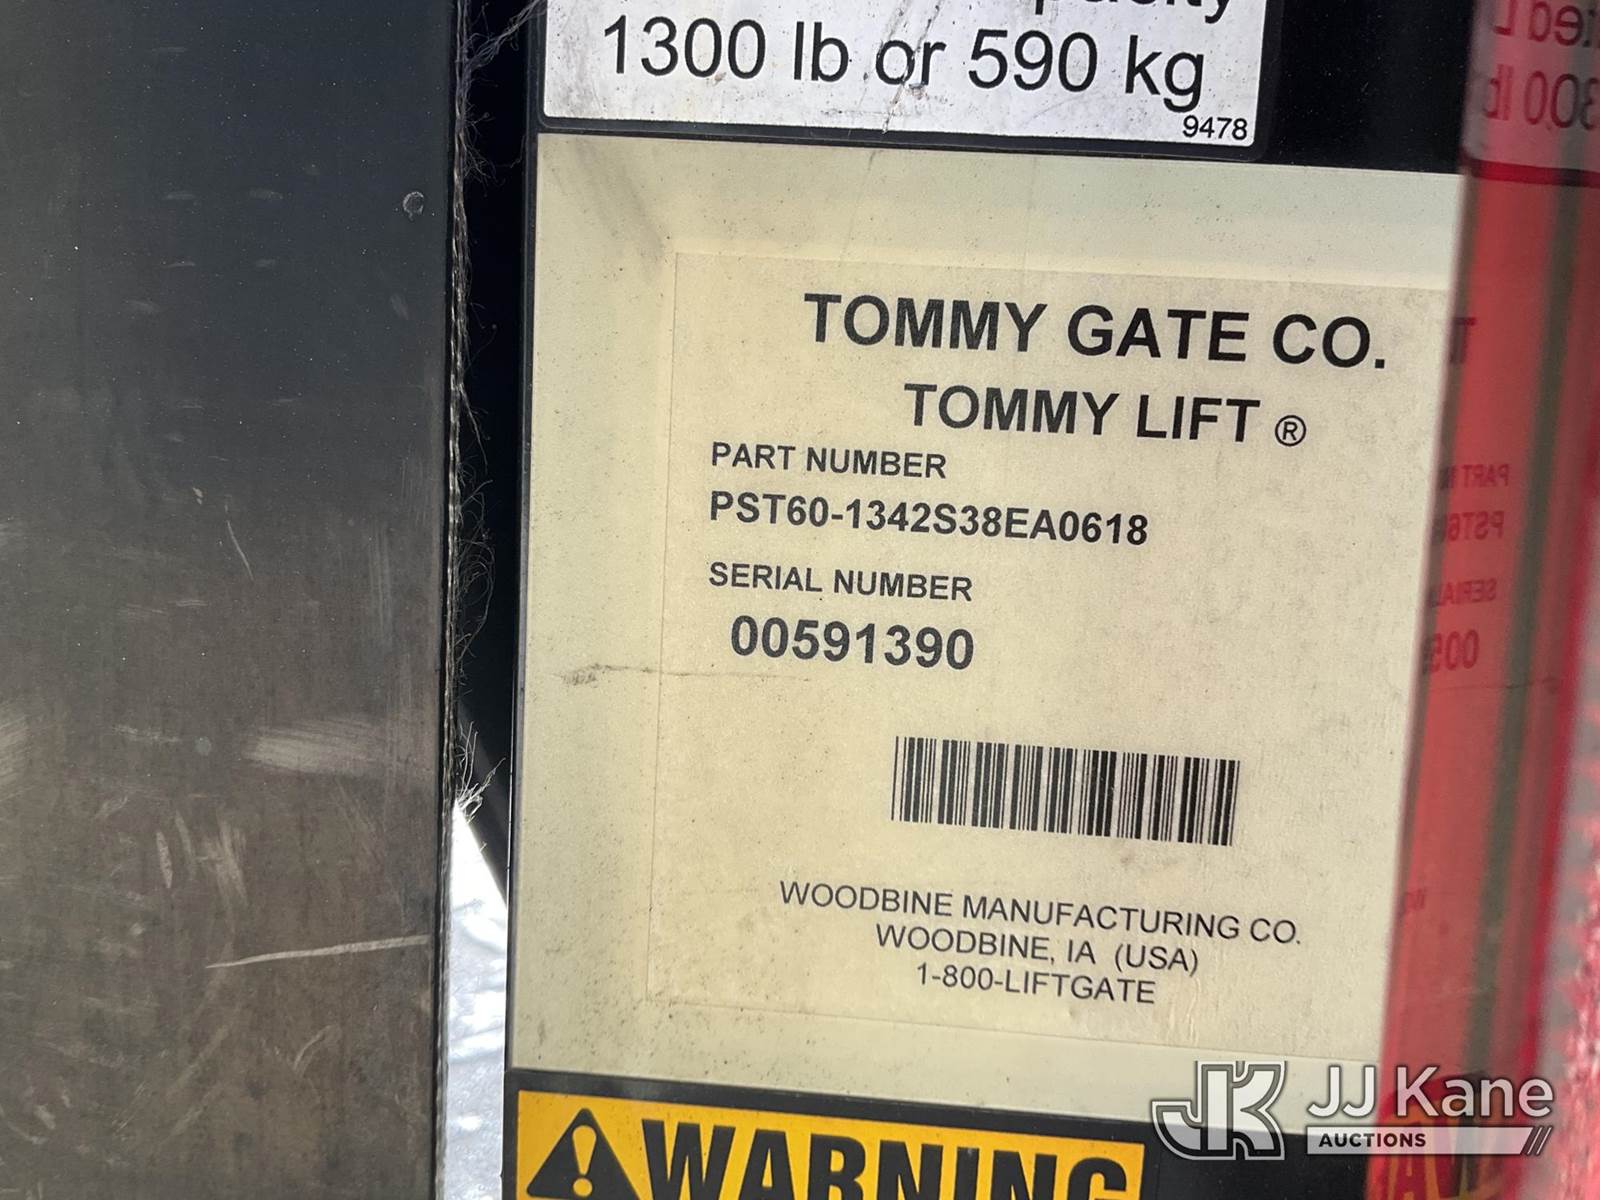 1300 lb or 590 kg
9478
TOMMY GATE CO.
TOMMY LIFT ®
PART NUMBER
PST60-1342S38EA0618
SERIAL NUMBER
00591390
WOODBINE MANUFACTURING CO.
WOODBINE, IA (USA)
1-800-LIFTGATE
WARNING
JK JJ Kane
AUCTIONS